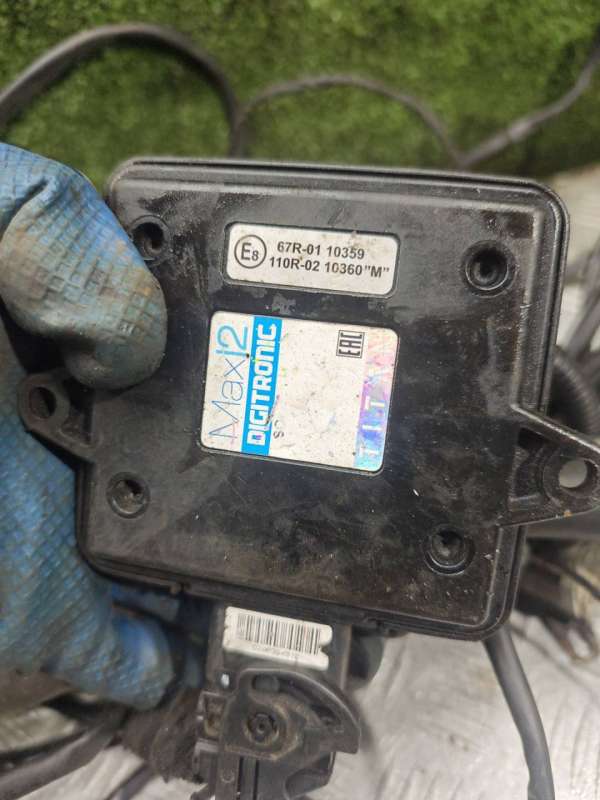 E8
67R-01 10359
110R-02 10360"M"
Maxi2
DIGITRONIC
EAC